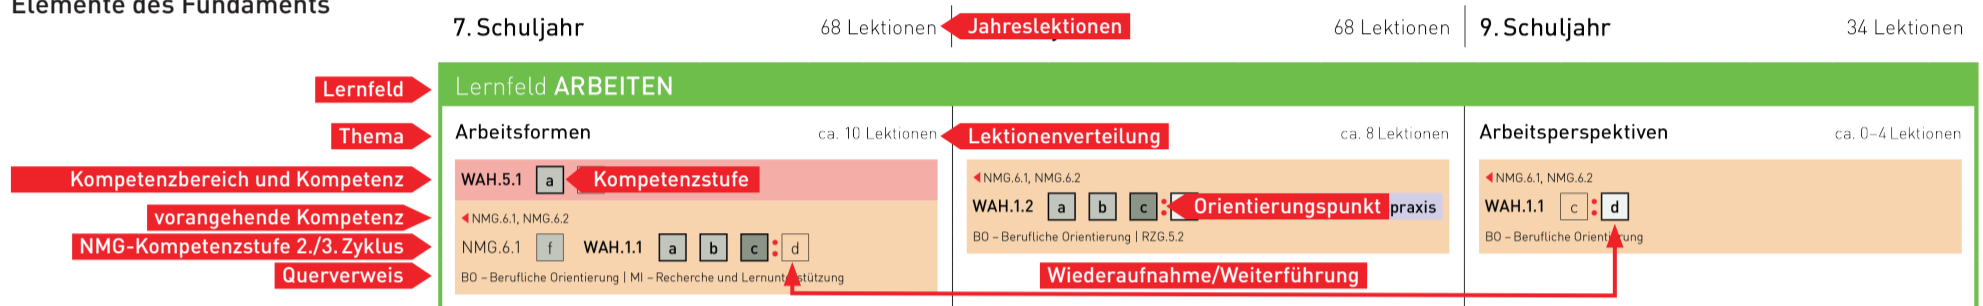 Elemente des Fundaments
7. Schuljahr 68 Lektionen Jahreslektionen 68 Lektionen 9. Schuljahr 34 Lektionen
Lernfeld Lernfeld ARBEITEN
Thema Arbeitsformen ca. 10 Lektionen Lektionenverteilung ca. 8 Lektionen Arbeitsperspektiven ca. 0–4 Lektionen
Kompetenzbereich und Kompetenz WAH.5.1 a Kompetenzstufe NMG.6.1, NMG.6.2 NMG.6.1, NMG.6.2
vorangehende Kompetenz NMG.6.1, NMG.6.2 WAH.1.2 a b c : Orientierungspunkt praxis WAH.1.1 c : d
NMG-Kompetenzstufe 2./3. Zyklus NMG.6.1 f WAH.1.1 a b c : d BO – Berufliche Orientierung | RZG.5.2 BO – Berufliche Orientierung
Querverweis BO – Berufliche Orientierung | MI – Recherche und Lernunterstützung Wiederaufnahme/Weiterführung